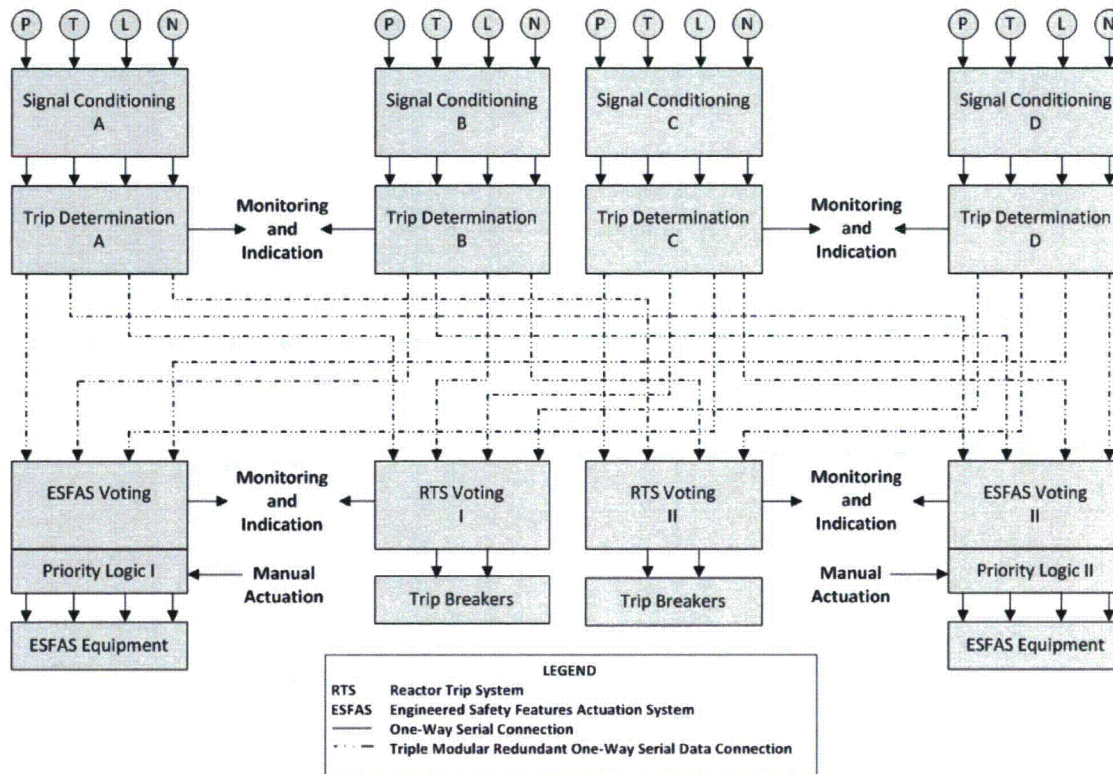 P T L N P T L N P T L N P T L N
Signal Conditioning
A
Signal Conditioning
B
Signal Conditioning
C
Signal Conditioning
D
Trip Determination
A
Monitoring
and
Indication
Trip Determination
B
Trip Determination
C
Monitoring
and
Indication
Trip Determination
D
ESFAS Voting
Monitoring
and
Indication
RTS Voting
I
RTS Voting
II
Monitoring
and
Indication
ESFAS Voting
II
Priority Logic I
Manual
Actuation
Trip Breakers
Trip Breakers
Manual
Actuation
Priority Logic II
ESFAS Equipment
ESFAS Equipment
LEGEND
RTS Reactor Trip System
ESFAS Engineered Safety Features Actuation System
One-Way Serial Connection
Triple Modular Redundant One-Way Serial Data Connection